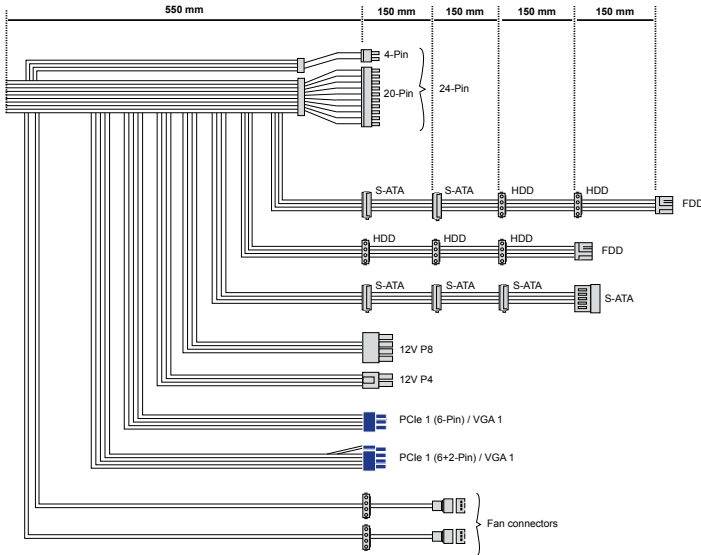 550 mm 150 mm 150 mm 150 mm 150 mm
4-Pin
20-Pin
24-Pin
S-ATA S-ATA HDD HDD
FDD
HDD HDD HDD
FDD
S-ATA S-ATA S-ATA
S-ATA
12V P8
12V P4
PCIe 1 (6-Pin) / VGA 1
PCIe 1 (6+2-Pin) / VGA 1
Fan connectors